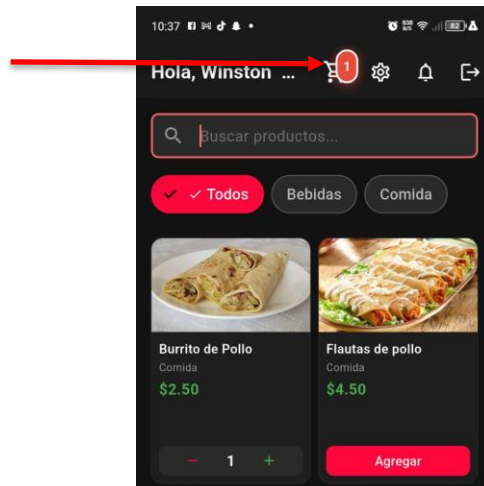 10:37
82
Hola, Winston ...
1
Buscar productos...
Todos
Bebidas
Comida
Burrito de Pollo
Flautas de pollo
Comida
Comida
$2.50
$4.50
− 1 +
Agregar